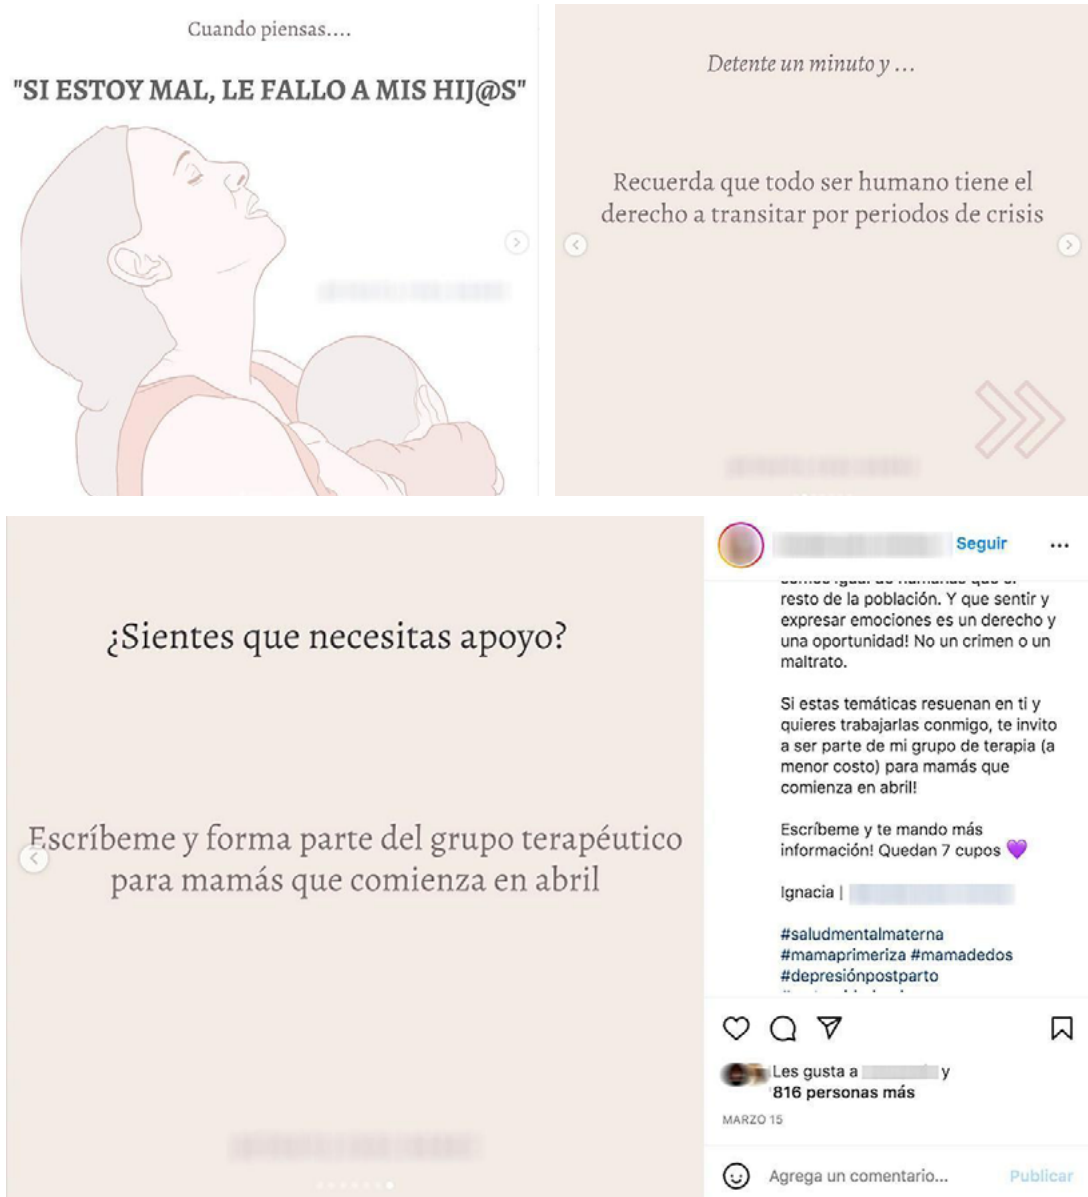 Cuando piensas....
"SI ESTOY MAL, LE FALLO A MIS HIJ@S"
Detente un minuto y ...
Recuerda que todo ser humano tiene el
derecho a transitar por periodos de crisis
¿Sientes que necesitas apoyo?
Escríbeme y forma parte del grupo terapéutico
para mamás que comienza en abril
Seguir
resto de la población. Y que sentir y
expresar emociones es un derecho y
una oportunidad! No un crimen o un
maltrato.
Si estas temáticas resuenan en ti y
quieres trabajarlas conmigo, te invito
a ser parte de mi grupo de terapia (a
menor costo) para mamás que
comienza en abril!
Escríbeme y te mando más
información! Quedan 7 cupos 💜
Ignacia |
#saludmentalmaterna
#mamaprimeriza #mamadedos
#depresiónpostparto
Les gusta a y
816 personas más
MARZO 15
Agrega un comentario...
Publicar